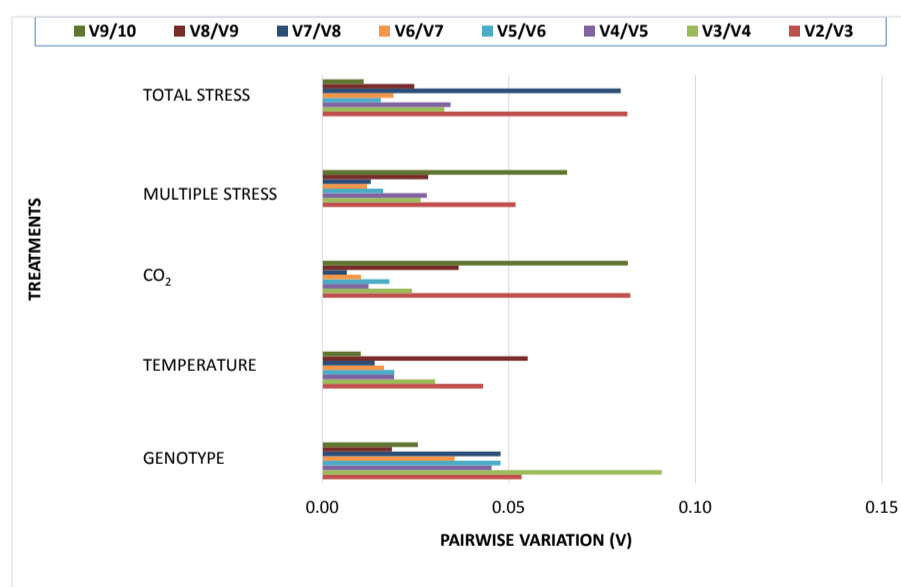 V9/10 V8/V9 V7/V8 V6/V7 V5/V6 V4/V5 V3/V4 V2/V3
TREATMENTS
TOTAL STRESS
MULTIPLE STRESS
CO₂
TEMPERATURE
GENOTYPE
0.00 0.05 0.10 0.15
PAIRWISE VARIATION (V)